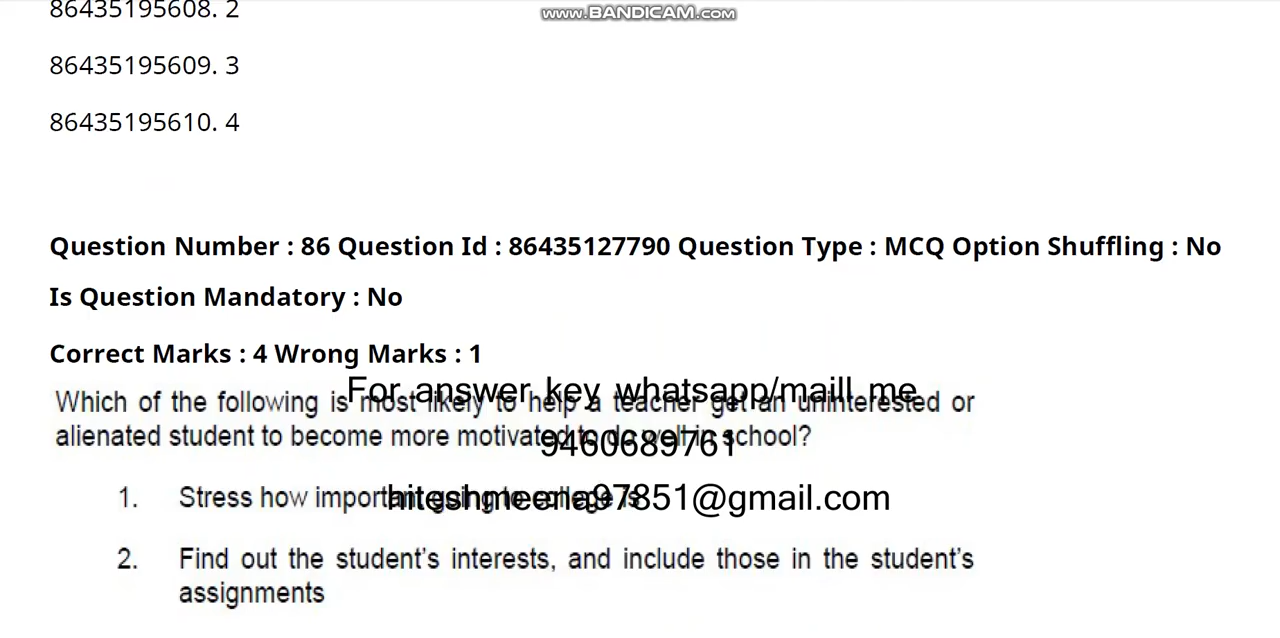 www.BANDICAM.com
86435195608. 2
86435195609. 3
86435195610. 4
Question Number : 86 Question Id : 86435127790 Question Type : MCQ Option Shuffling : No
Is Question Mandatory : No
Correct Marks : 4 Wrong Marks : 1
For answer key whatsapp/maill me
Which of the following is most likely to help a teacher get an uninterested or
alienated student to become more motivated to do well in school?
9460689761
1. Stress how important going to college is
hiteshmeena97851@gmail.com
2. Find out the student's interests, and include those in the student's
assignments